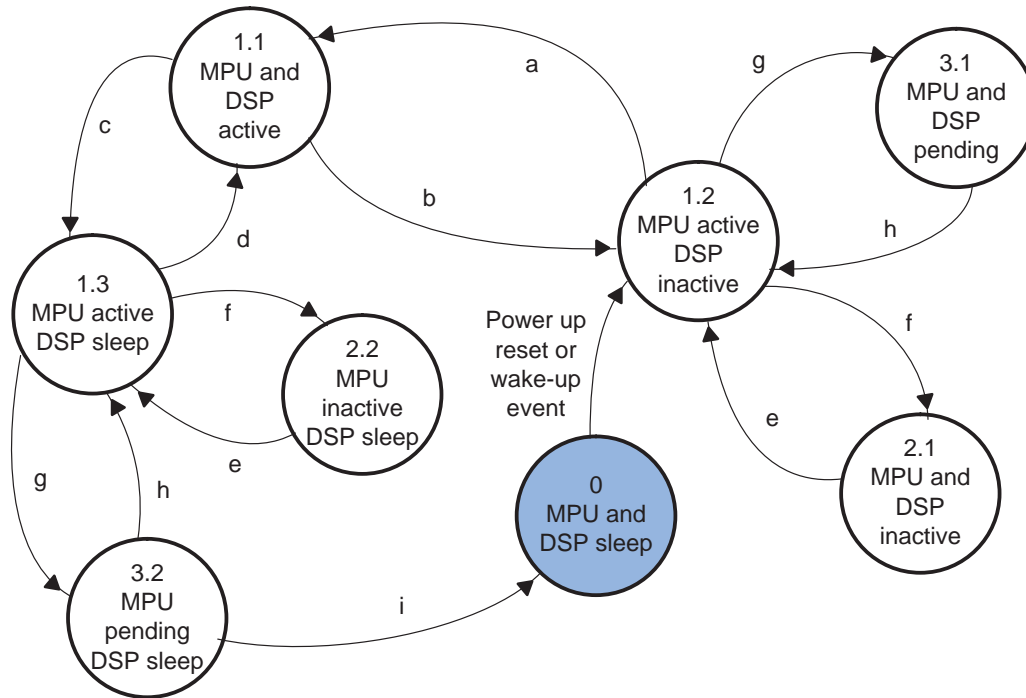 1.1
MPU and
DSP
active
a
g
3.1
MPU and
DSP
pending
c
b
d
1.2
MPU active
DSP
inactive
h
1.3
MPU active
DSP sleep
f
2.2
MPU
inactive
DSP sleep
e
Power up
reset or
wake-up
event
f
e
2.1
MPU and
DSP
inactive
g
h
0
MPU and
DSP sleep
3.2
MPU
pending
DSP sleep
i